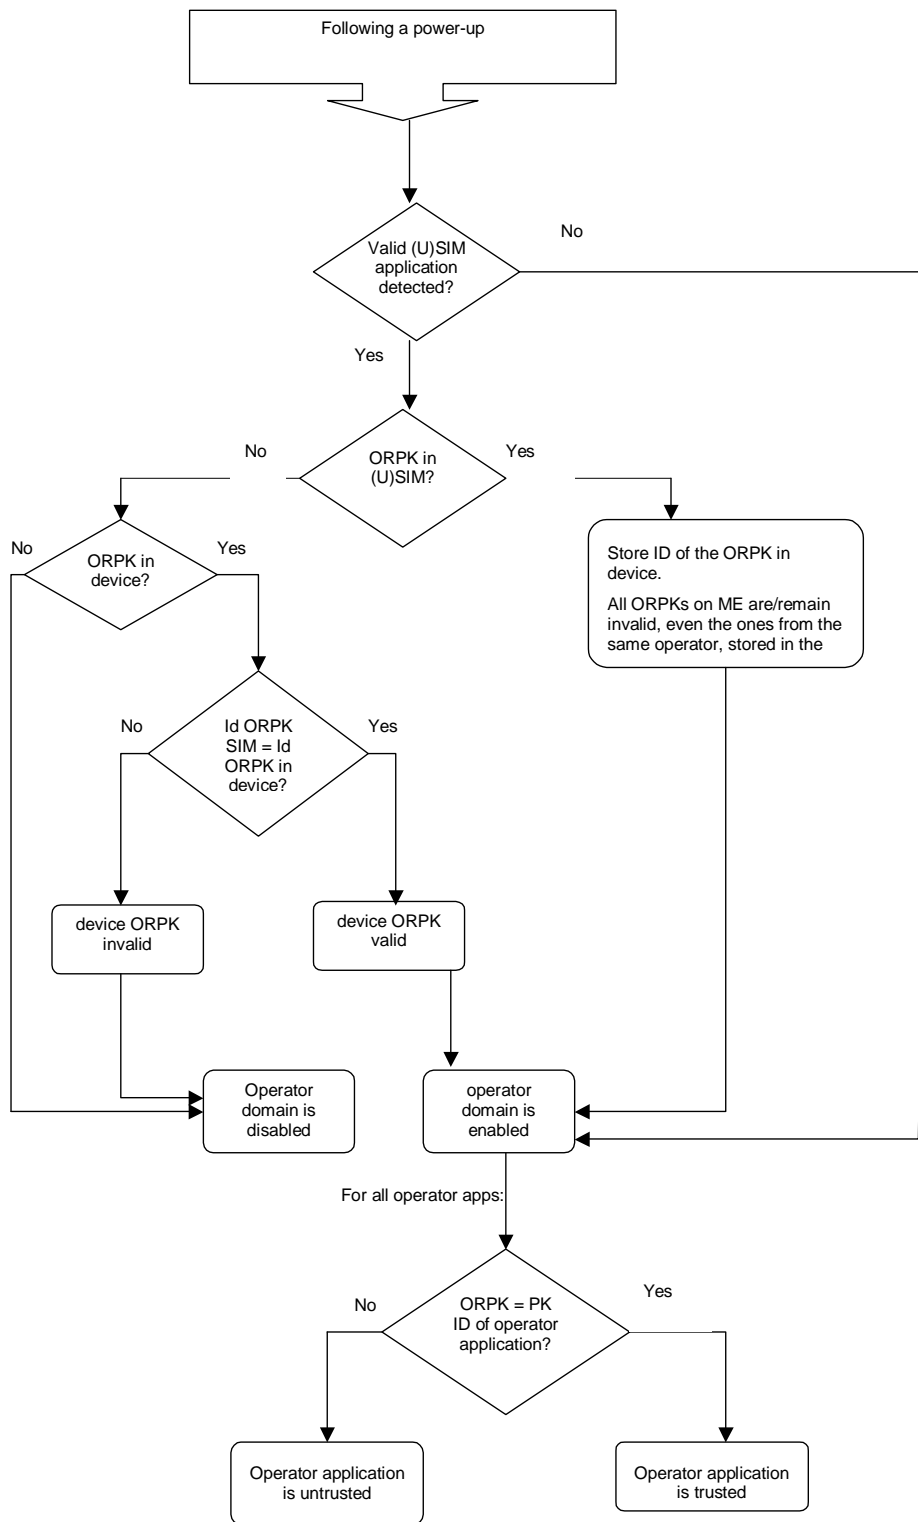 Following a power-up
No
Valid (U)SIM
application
detected?
Yes
No
ORPK in
(U)SIM?
Yes
No
ORPK in
device?
Yes
Store ID of the ORPK in
device.
All ORPKs on ME are/remain
invalid, even the ones from the
same operator, stored in the
No
Id ORPK
SIM = Id
ORPK in
device?
Yes
device ORPK
invalid
device ORPK
valid
Operator
domain is
disabled
operator
domain is
enabled
For all operator apps:
No
ORPK = PK
ID of operator
application?
Yes
Operator application
is untrusted
Operator application
is trusted